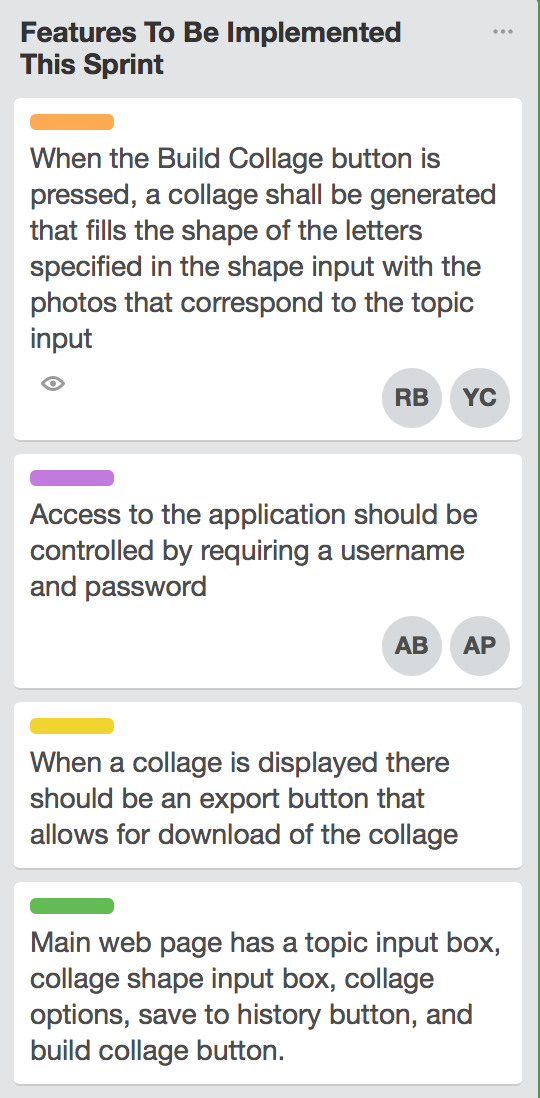 Features To Be Implemented
This Sprint
When the Build Collage button is
pressed, a collage shall be generated
that fills the shape of the letters
specified in the shape input with the
photos that correspond to the topic
input
RB YC
Access to the application should be
controlled by requiring a username
and password
AB AP
When a collage is displayed there
should be an export button that
allows for download of the collage
Main web page has a topic input box,
collage shape input box, collage
options, save to history button, and
build collage button.